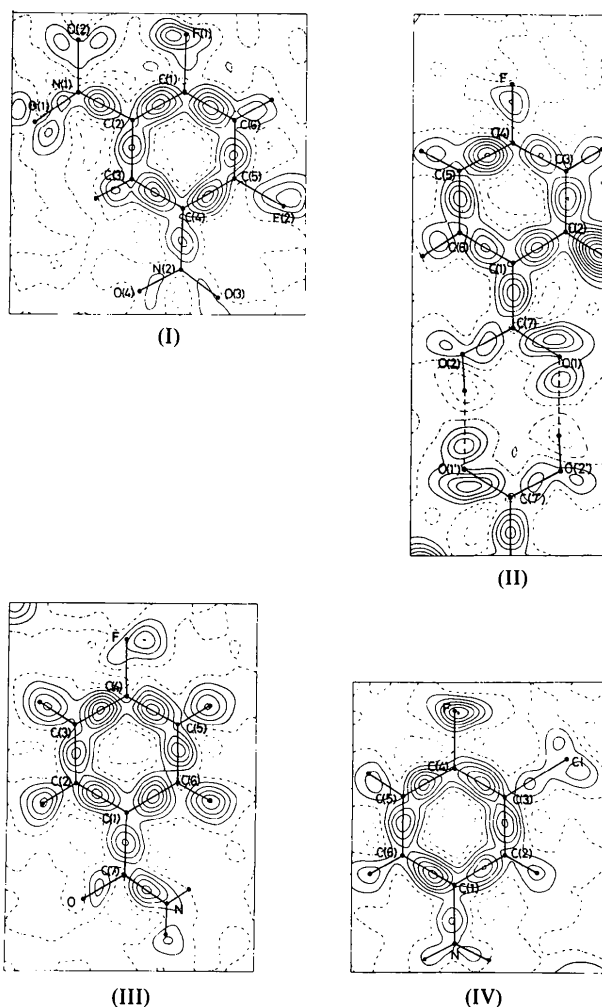 O(2)
F(1)
N(1)
O(1)
C(1)
C(2)
C(6)
C(3)
C(5)
C(4)
F(2)
N(2)
O(4)
O(3)
(I)
F
C(4)
C(5)
C(3)
C(6)
C(2)
C(1)
C(7)
O(2)
O(1)
O(1')
O(2')
C(7')
(II)
F
C(4)
C(3)
C(5)
C(2)
C(6)
C(1)
C(7)
O
N
(III)
F
C(4)
Cl
C(5)
C(3)
C(6)
C(2)
C(1)
N
(IV)